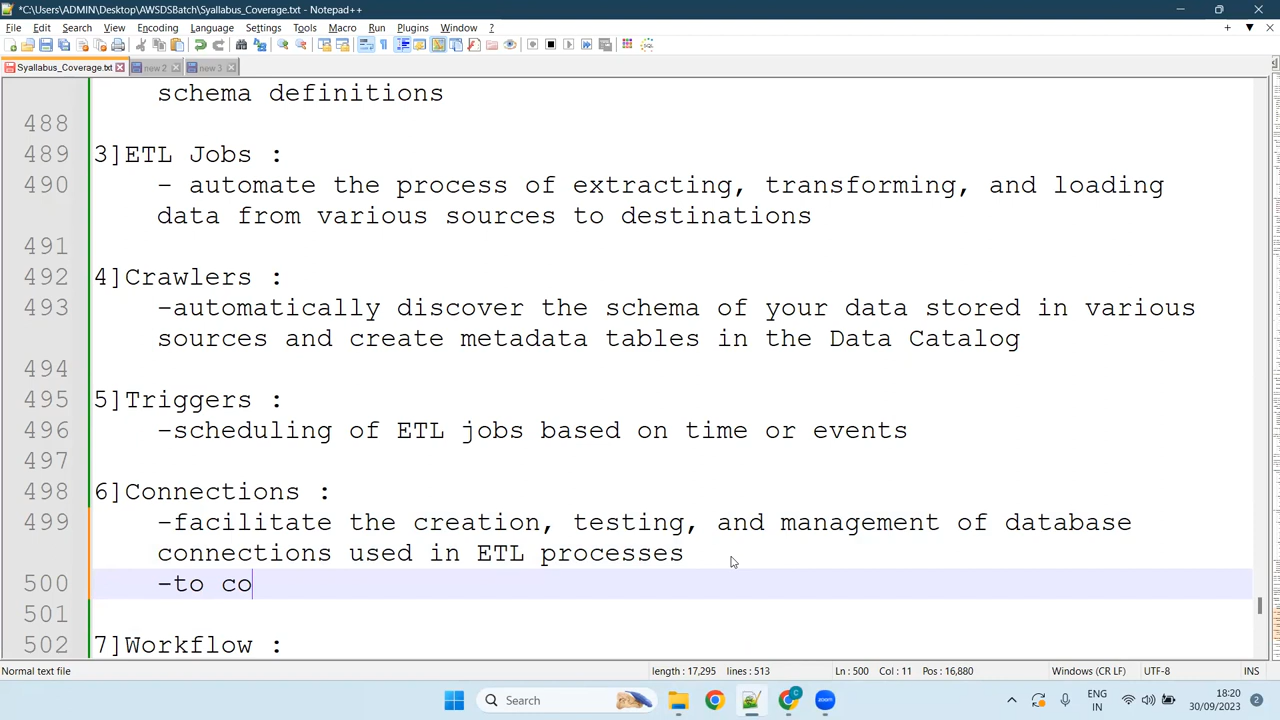 *C:\Users\ADMIN\Desktop\AWSDSBatch\Syallabus_Coverage.txt - Notepad++
File Edit Search View Encoding Language Settings Tools Macro Run Plugins Window ?
Syallabus_Coverage.txt new 2 new 3
schema definitions
488
489 3]ETL Jobs :
490 - automate the process of extracting, transforming, and loading
data from various sources to destinations
491
492 4]Crawlers :
493 -automatically discover the schema of your data stored in various
sources and create metadata tables in the Data Catalog
494
495 5]Triggers :
496 -scheduling of ETL jobs based on time or events
497
498 6]Connections :
499 -facilitate the creation, testing, and management of database
connections used in ETL processes
500 -to co
501
502 7]Workflow :
Normal text file length : 17,295 lines : 513 Ln : 500 Col : 11 Pos : 16,880 Windows (CR LF) UTF-8 INS
Search zoom ENG 18:20
IN 30/09/2023 2